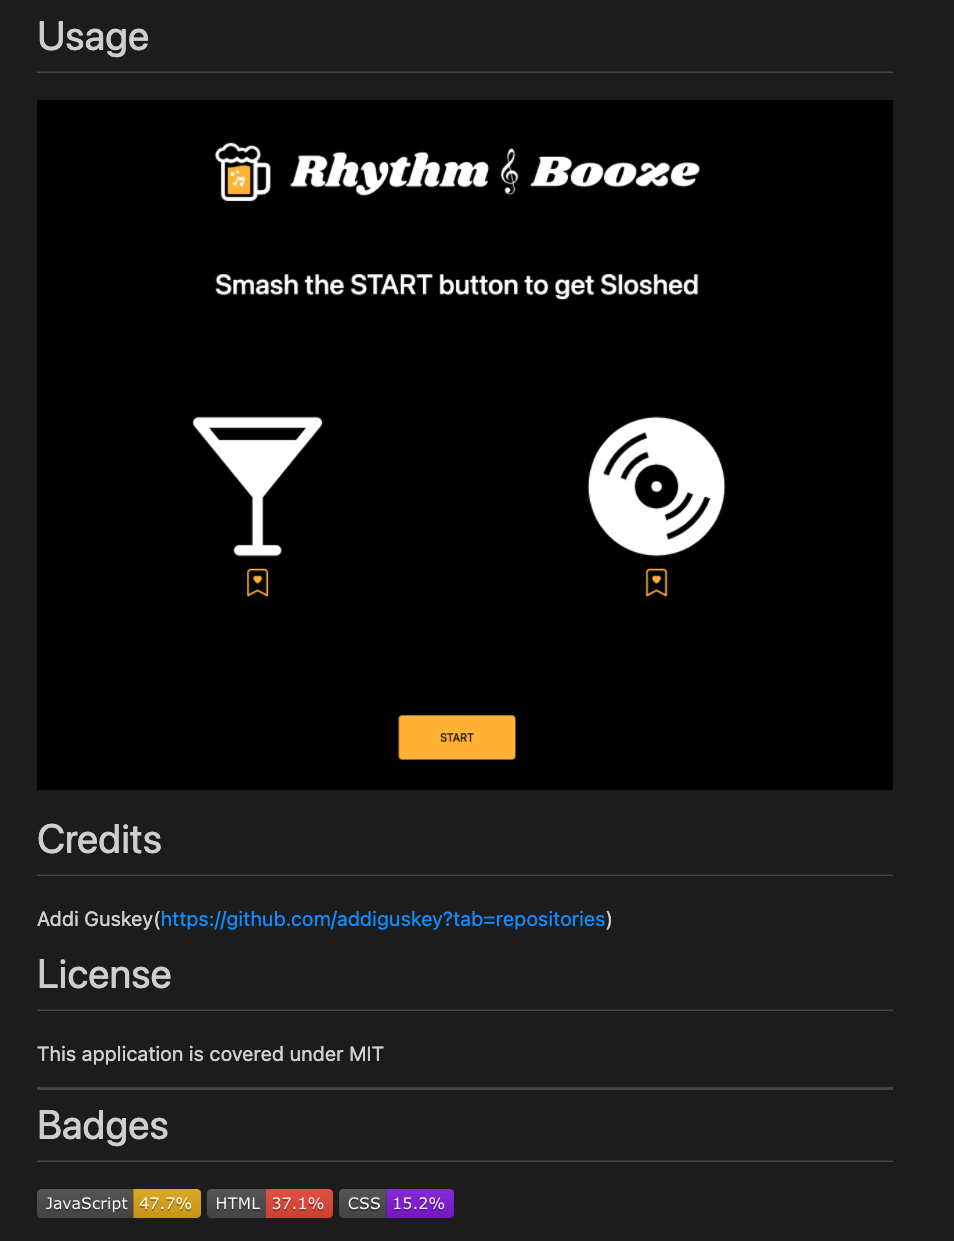 Usage
Rhythm Booze
Smash the START button to get Sloshed
START
Credits
Addi Guskey(https://github.com/addiguskey?tab=repositories)
License
This application is covered under MIT
Badges
JavaScript 47.7% HTML 37.1% CSS 15.2%